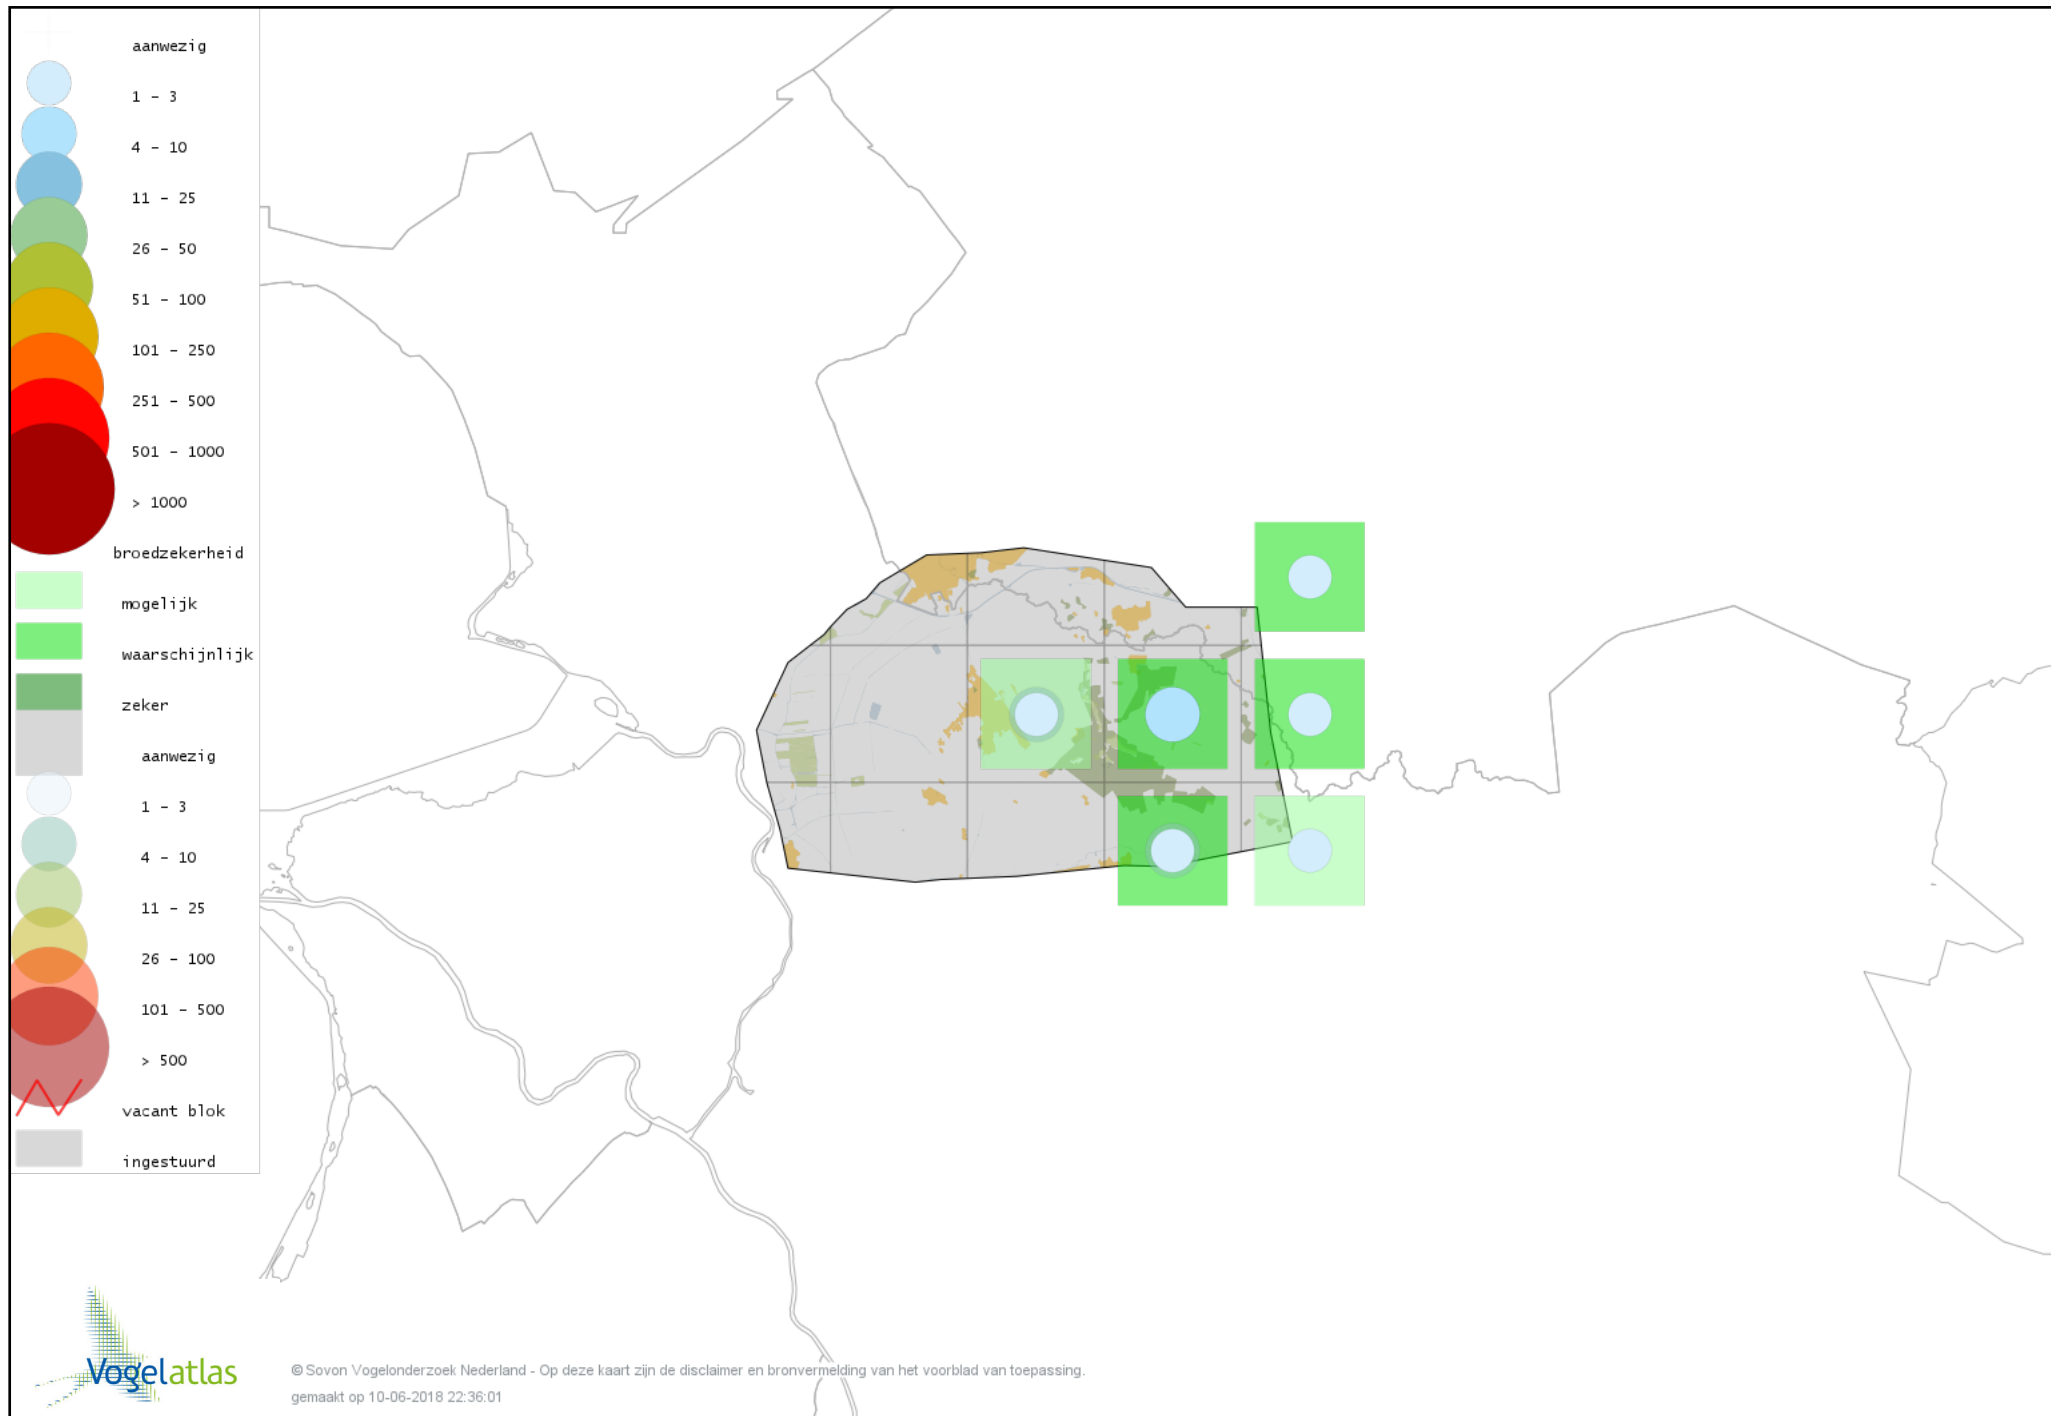 aanwezig
1 - 3
4 - 10
11 - 25
26 - 50
51 - 100
101 - 250
251 - 500
501 - 1000
> 1000
broedzekerheid
mogelijk
waarschijnlijk
zeker
aanwezig
1 - 3
4 - 10
11 - 25
26 - 100
101 - 500
> 500
vacant blok
ingestuurd
Vogelatlas
© Sovon Vogelonderzoek Nederland - Op deze kaart zijn de disclaimer en bronvermelding van het voorblad van toepassing.
gemaakt op 10-06-2018 22:36:01